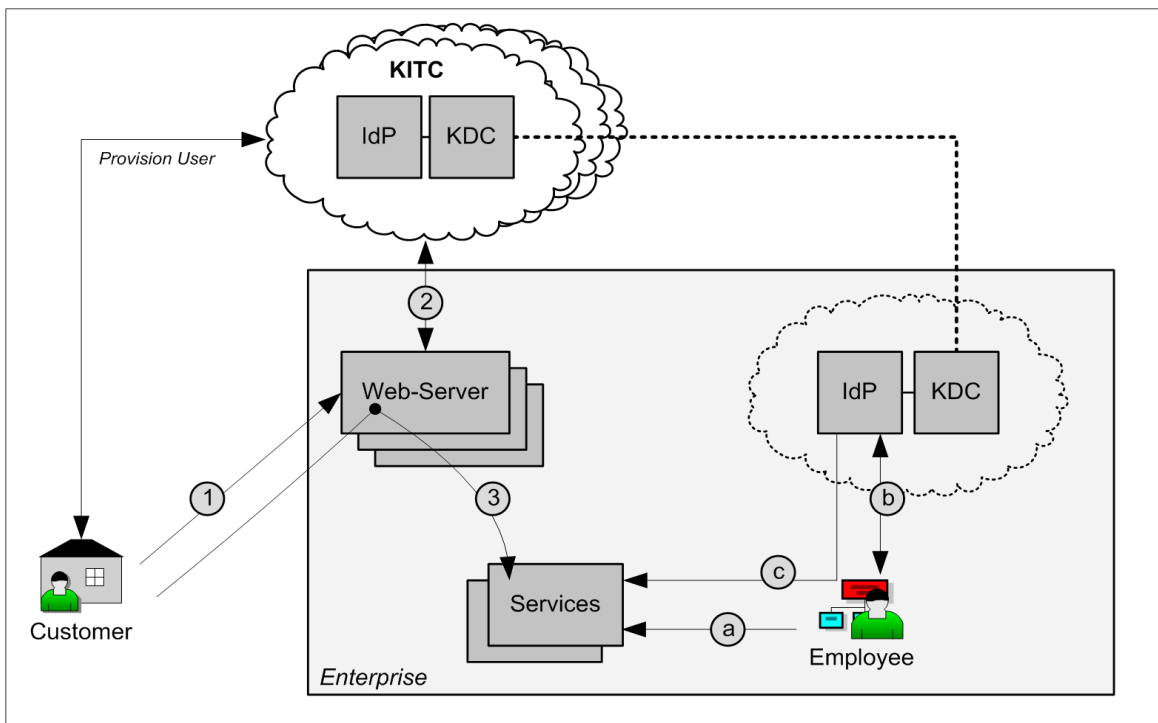 KITC
IdP
KDC
Provision User
2
Web-Server
IdP
KDC
1
3
b
c
Services
a
Customer
Employee
Enterprise